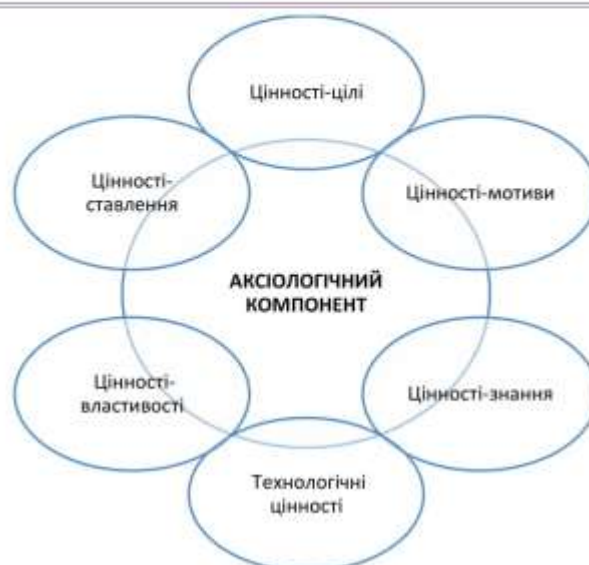 Цінності-цілі
Цінності-
ставлення
Цінності-мотиви
АКСІОЛОГІЧНИЙ
КОМПОНЕНТ
Цінності-
властивості
Цінності-знання
Технологічні
цінності